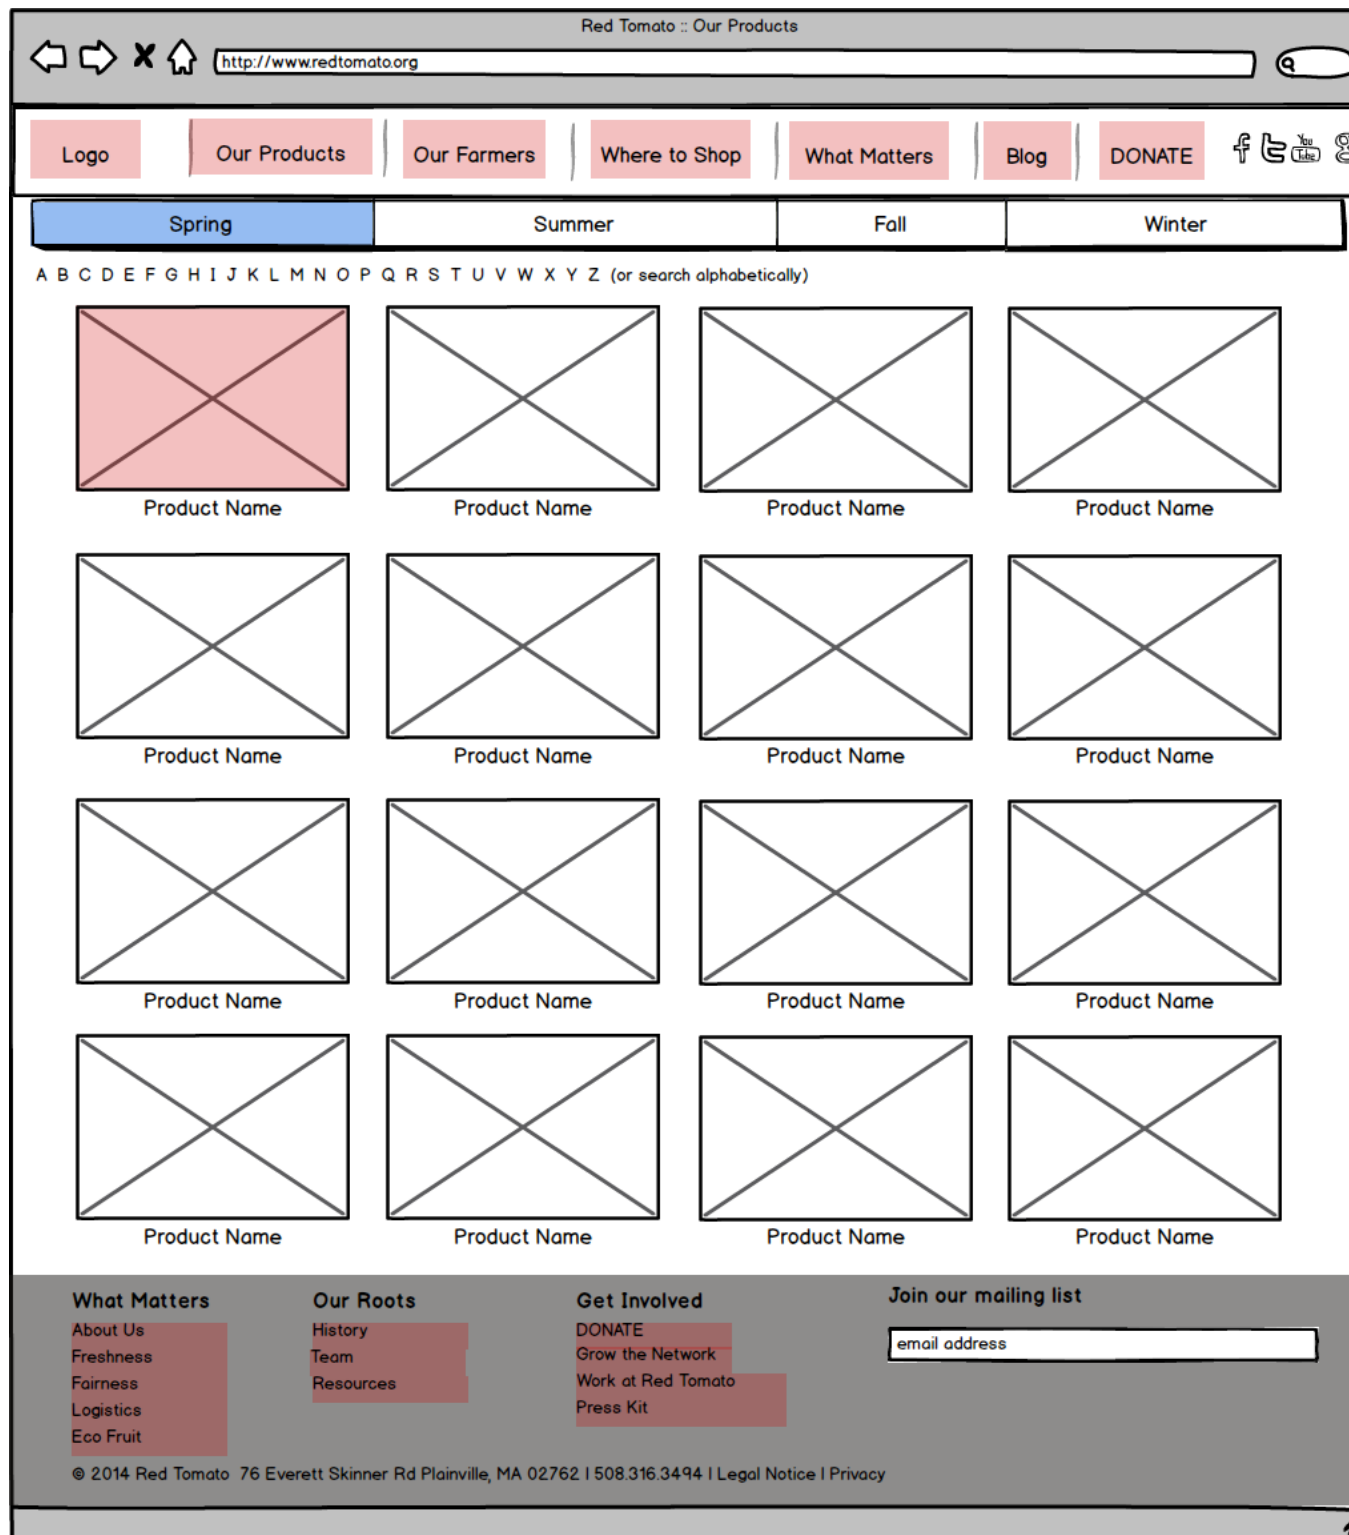 Red Tomato :: Our Products
http://www.redtomato.org
Logo Our Products Our Farmers Where to Shop What Matters Blog DONATE You Tube
Spring Summer Fall Winter
A B C D E F G H I J K L M N O P Q R S T U V W X Y Z (or search alphabetically)
Product Name Product Name Product Name Product Name
Product Name Product Name Product Name Product Name
Product Name Product Name Product Name Product Name
Product Name Product Name Product Name Product Name
What Matters
About Us
Freshness
Fairness
Logistics
Eco Fruit
Our Roots
History
Team
Resources
Get Involved
DONATE
Grow the Network
Work at Red Tomato
Press Kit
Join our mailing list
email address
© 2014 Red Tomato 76 Everett Skinner Rd Plainville, MA 02762 | 508.316.3494 | Legal Notice | Privacy